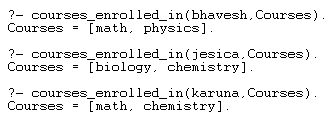 ?- courses_enrolled_in(bhavesh,Courses).
Courses = [math, physics].
?- courses_enrolled_in(jesica,Courses).
Courses = [biology, chemistry].
?- courses_enrolled_in(karuna,Courses).
Courses = [math, chemistry].